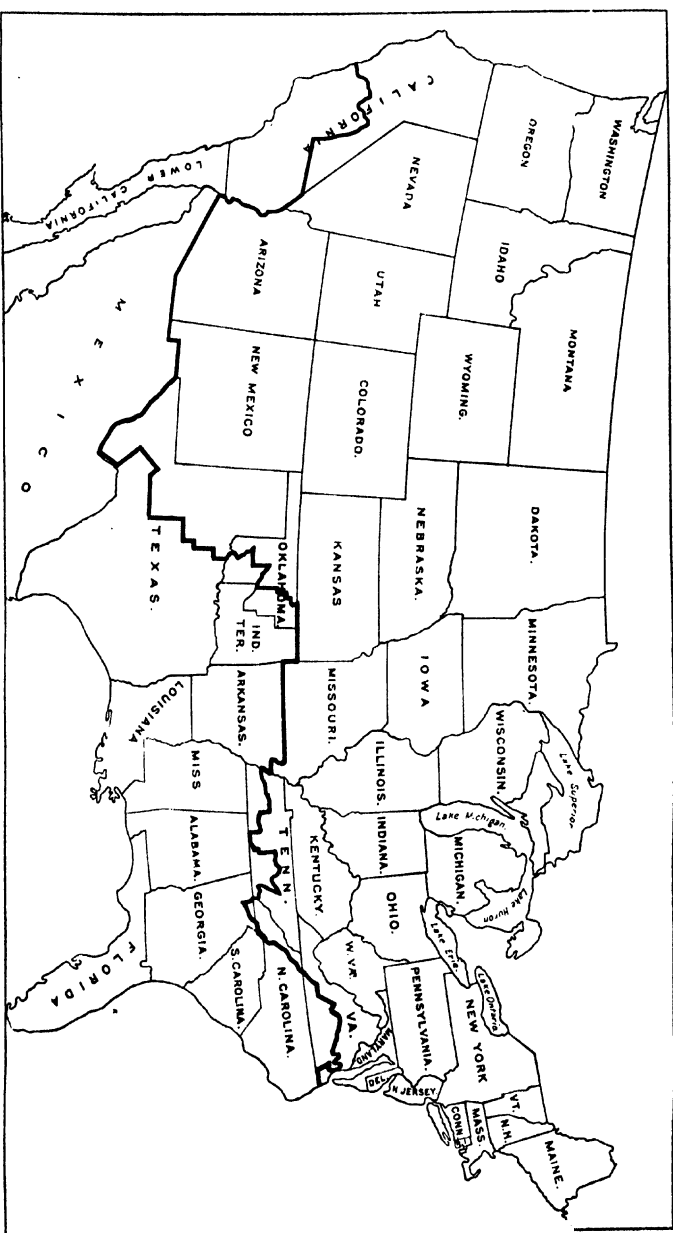 WASHINGTON
OREGON
CALIFORNIA
NEVADA
IDAHO
MONTANA
WYOMING.
UTAH
ARIZONA
COLORADO.
NEW MEXICO
LOWER CALIFORNIA
MEXICO
DAKOTA.
NEBRASKA.
KANSAS
OKLAHOMA.
IND.
TER.
TEXAS.
MINNESOTA.
IOWA
MISSOURI.
ARKANSAS.
LOUISIANA
WISCONSIN.
Lake Superior
Lake Michigan.
MICHIGAN.
Lake Huron
ILLINOIS.
INDIANA.
OHIO.
KENTUCKY.
TENN.
MISS
ALABAMA.
GEORGIA.
FLORIDA
S. CAROLINA.
N. CAROLINA.
W. VA.
VA.
MARYLAND
DEL.
N JERSEY.
PENNSYLVANIA.
Lake Erie.
Lake Ontario
NEW YORK
VT.
N.H.
MAINE.
MASS.
CONN